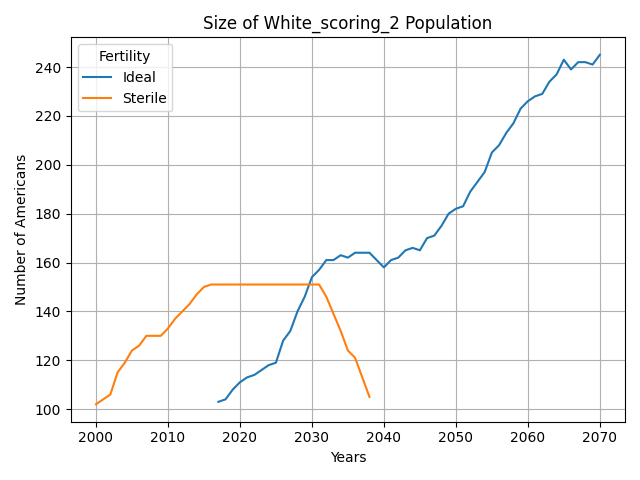 Size of White_scoring_2 Population
Fertility
Ideal
Sterile
Number of Americans
240
220
200
180
160
140
120
100
2000 2010 2020 2030 2040 2050 2060 2070
Years